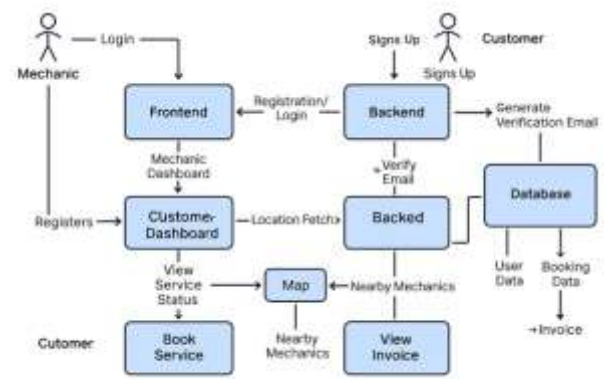 Login
Signs Up
Customer
Mechanic
Signs Up
Frontend
Registration/
Login
Backend
Generate
Verification Email
Mechanic
Dashboard
Verify
Email
Database
Registers
Custome-
Dashboard
Location Fetch
Backed
View
Service
Status
Map
Nearby Mechanics
User
Data
Booking
Data
Cutomer
Book
Service
Nearby
Mechanics
View
Invoice
Invoice